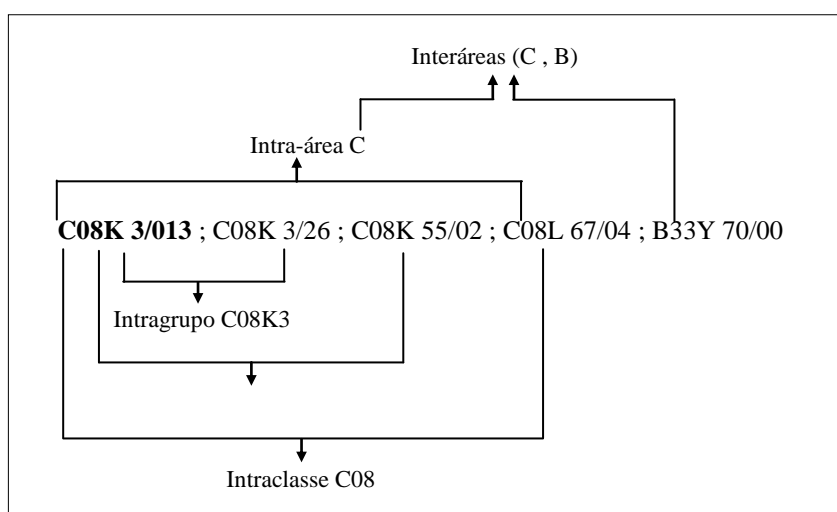 Interáreas (C , B)
Intra-área C
C08K 3/013 ; C08K 3/26 ; C08K 55/02 ; C08L 67/04 ; B33Y 70/00
Intragrupo C08K3
Intraclasse C08